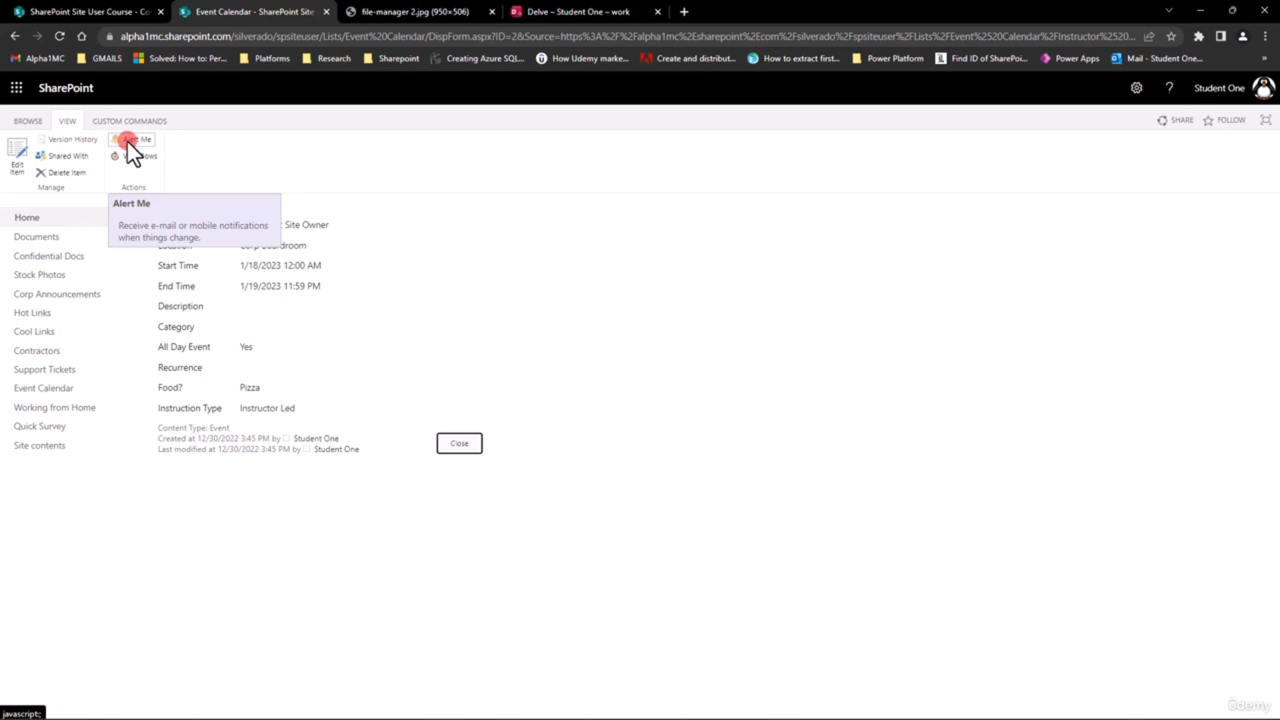 SharePoint Site User Course - Co
Event Calendar - SharePoint Site
file-manager 2.jpg (950×506)
Delve – Student One – work
alpha1mc.sharepoint.com/silverado/spsiteuser/Lists/Event%20Calendar/DispForm.aspx?ID=2&Source=https%3A%2F%2Falpha1mc%2Esharepoint%2Ecom%2Fsilverado%2Fspsiteuser%2FLists%2FEvent%2520Calendar%2FInstructor%2520...
Alpha1MC
GMAILS
Solved: How to: Per...
Platforms
Research
Sharepoint
Creating Azure SQL...
How Udemy marke...
Create and distribut...
How to extract first...
Power Platform
Find ID of SharePoi...
Power Apps
Mail - Student One...
SharePoint
Student One
BROWSE
VIEW
CUSTOM COMMANDS
SHARE
FOLLOW
Edit Item
Version History
Shared With
Delete Item
Manage
Alert Me
Actions
Alert Me
Receive e-mail or mobile notifications
when things change.
Home
Documents
Confidential Docs
Stock Photos
Corp Announcements
Hot Links
Cool Links
Contractors
Support Tickets
Event Calendar
Working from Home
Quick Survey
Site contents
Site Owner
Location Corp Boardroom
Start Time 1/18/2023 12:00 AM
End Time 1/19/2023 11:59 PM
Description
Category
All Day Event Yes
Recurrence
Food? Pizza
Instruction Type Instructor Led
Content Type: Event
Created at 12/30/2022 3:45 PM by Student One
Last modified at 12/30/2022 3:45 PM by Student One
Close
javascript:;
ûdemy